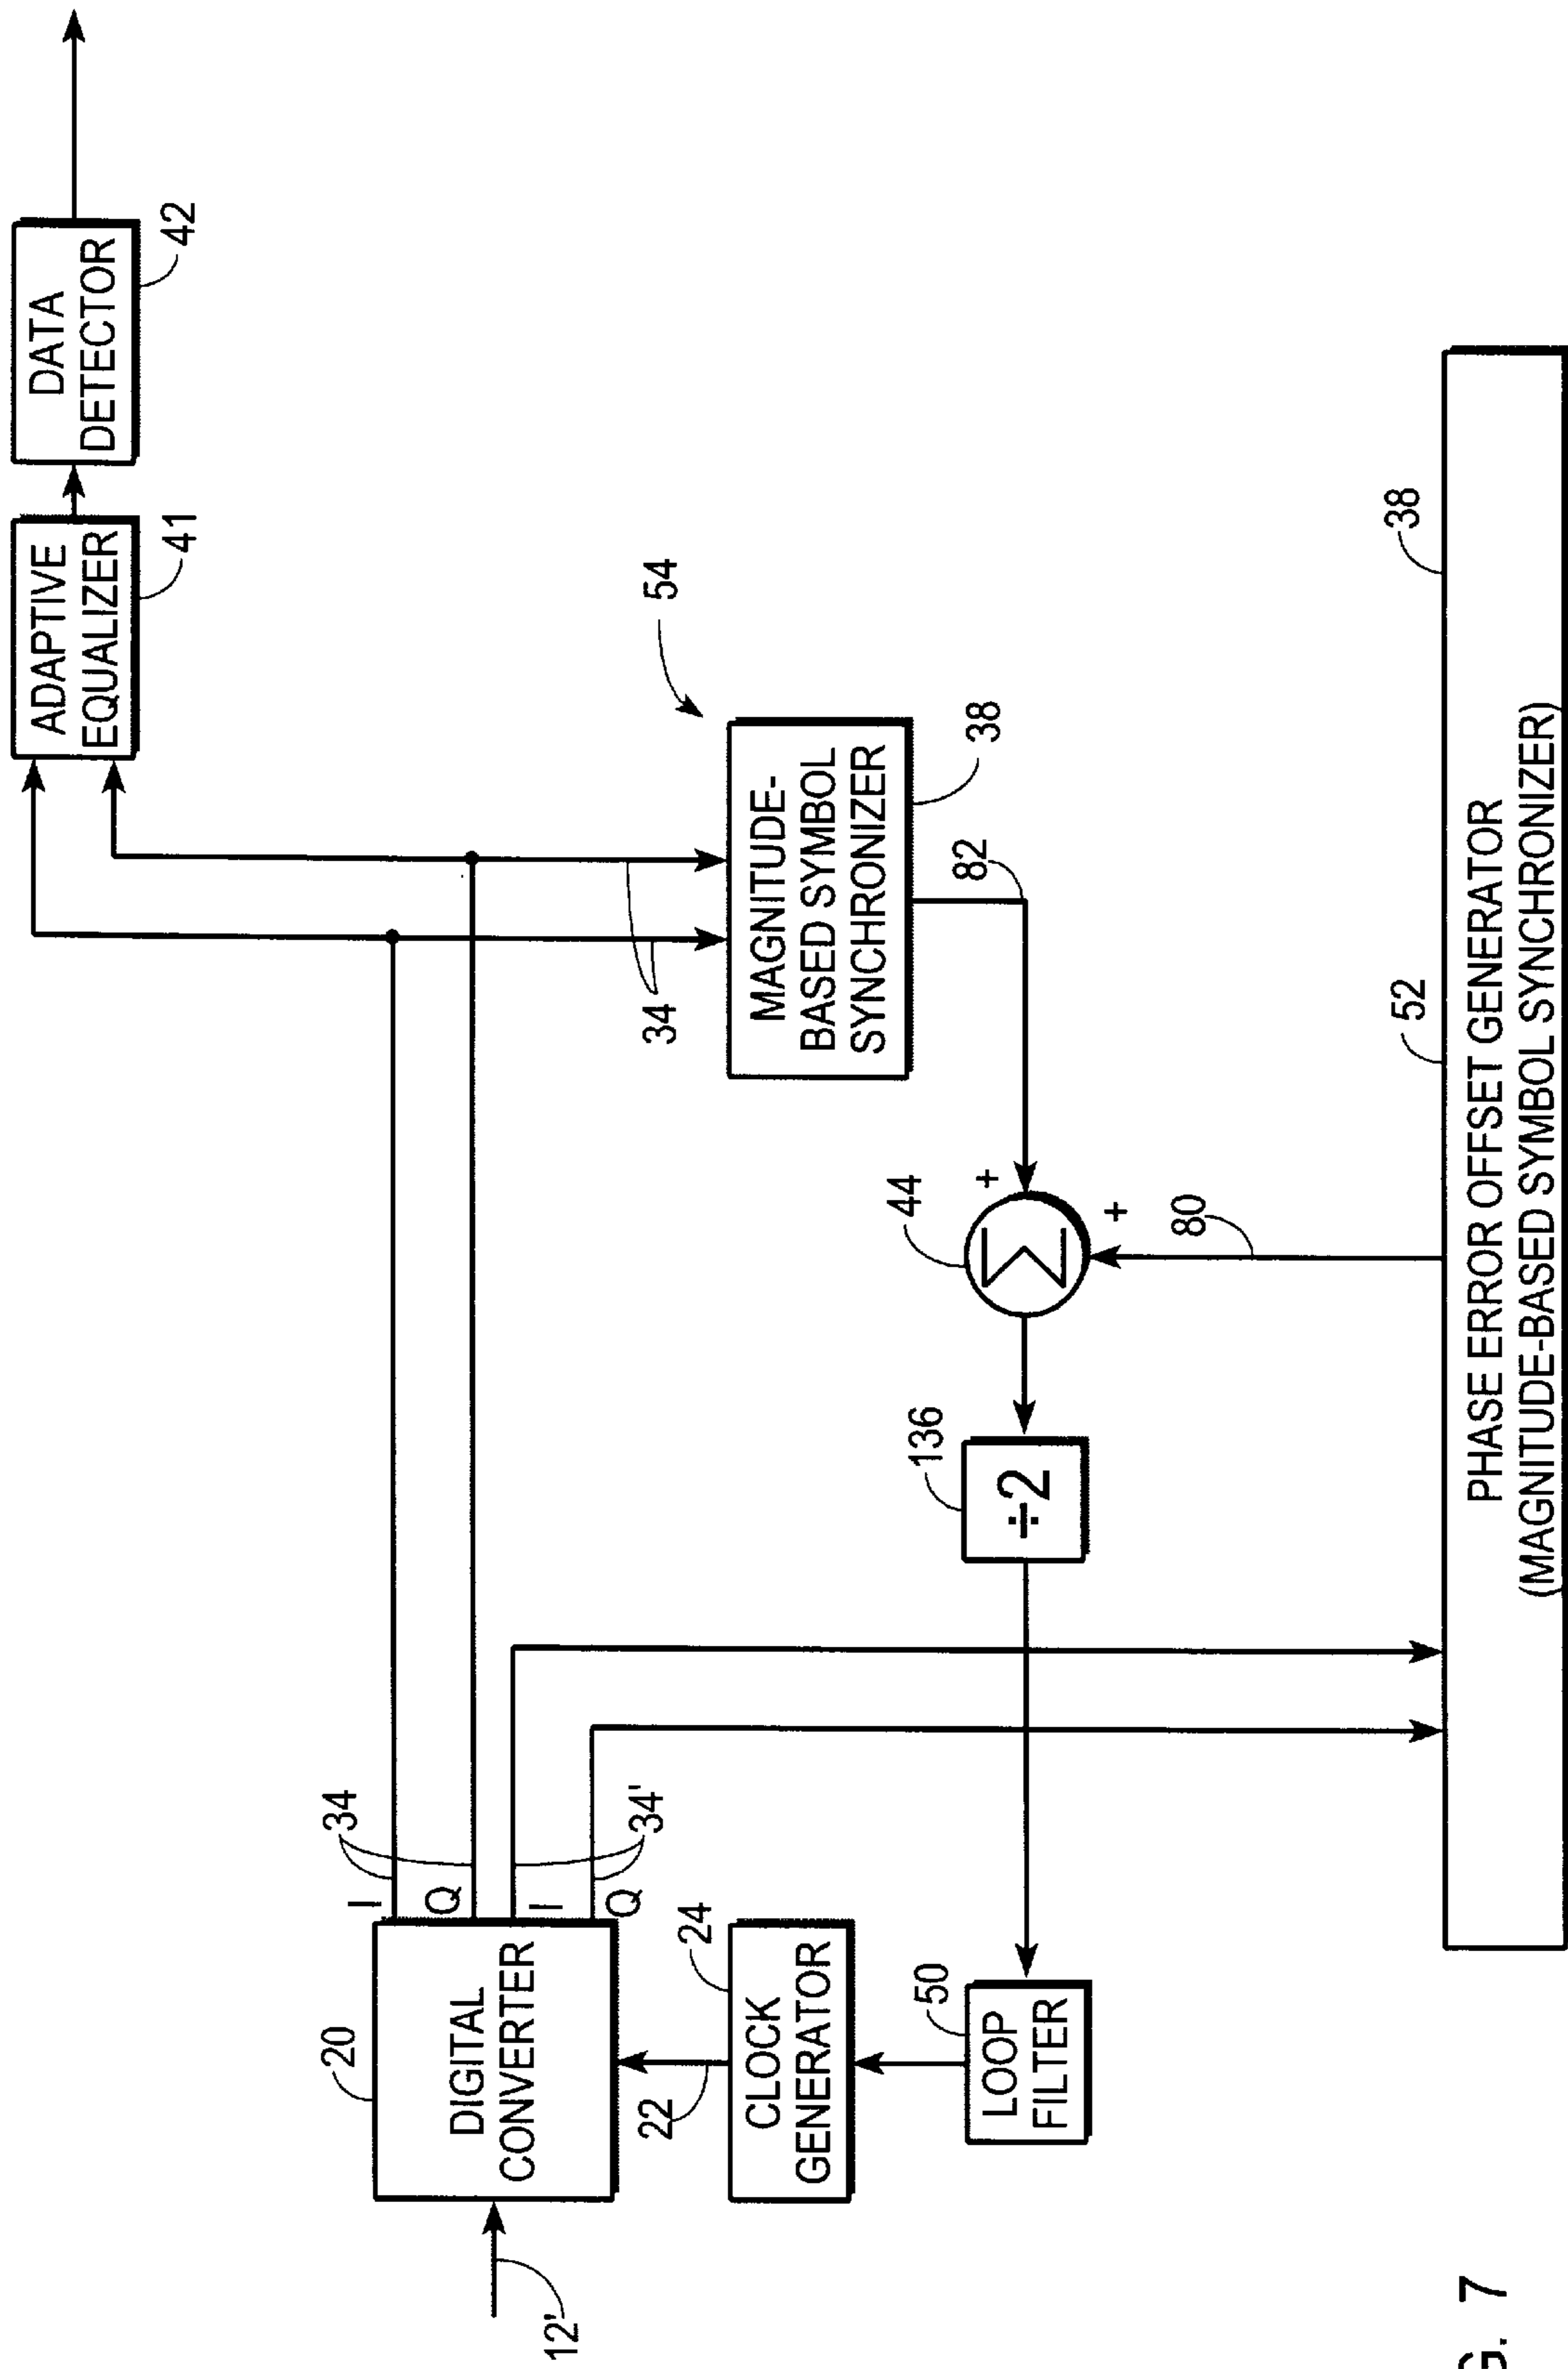 DATA
DETECTOR
42
ADAPTIVE
EQUALIZER
41
54
MAGNITUDE-
BASED SYMBOL
SYNCHRONIZER
38
34
82
44
+
+
Σ
80
136
÷2
20
DIGITAL
CONVERTER
I
Q
I
Q
34
34'
12'
22
CLOCK
GENERATOR
24
50
LOOP
FILTER
38
52
PHASE ERROR OFFSET GENERATOR
(MAGNITUDE-BASED SYMBOL SYNCHRONIZER)
G. 7